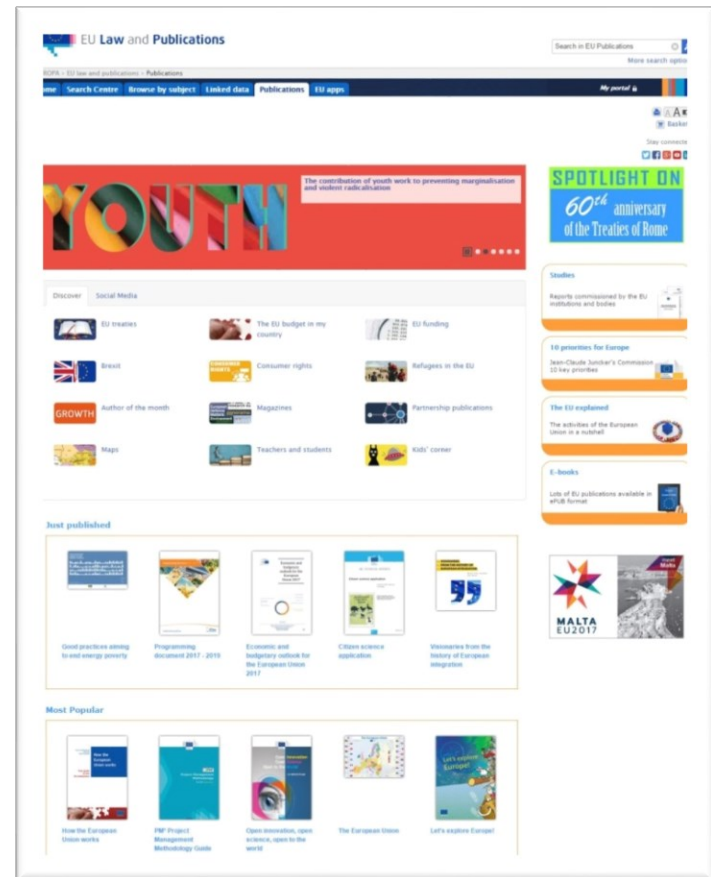 EU Law and Publications
Search in EU Publications
More search optio
ROPA › EU law and publications › Publications
ome Search Centre Browse by subject Linked data Publications EU apps
My portal
A A
Basket
Stay connecte
YOUTH
The contribution of youth work to preventing marginalisation
and violent radicalisation
SPOTLIGHT ON
60th anniversary
of the Treaties of Rome
Discover Social Media
EU treaties
The EU budget in my
country
EU funding
Brexit
CONSUMER
RIGHTS
Consumer rights
Refugees in the EU
GROWTH
Author of the month
Magazines
Partnership publications
Maps
Teachers and students
Kids' corner
Studies
Reports commissioned by the EU
institutions and bodies
10 priorities for Europe
Jean-Claude Juncker's Commission
10 key priorities
The EU explained
The activities of the European
Union in a nutshell
E-books
Lots of EU publications available in
ePUB format
MALTA
EU2017
Malta
Just published
Good practices aiming
to end energy poverty
Programming
document 2017 - 2019
Economic and
budgetary outlook for
the European Union
2017
Citizen science
application
Visionaries from the
history of European
integration
Most Popular
How the European
Union works
PM² Project
Management
Methodology Guide
Open innovation, open
science, open to the
world
The European Union
Let's explore
Europe!
Let's explore Europe!